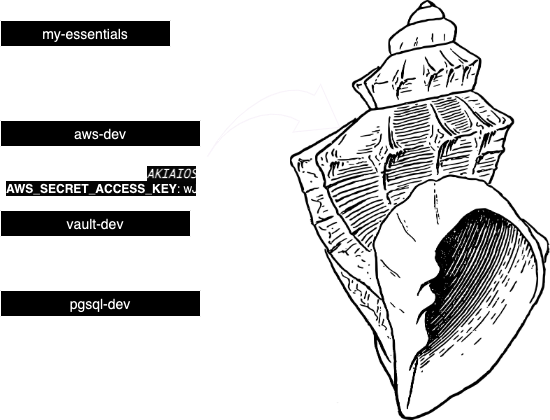 my-essentials
aws-dev
AKIAIOS
AWS_SECRET_ACCESS_KEY: wJ
vault-dev
pgsql-dev